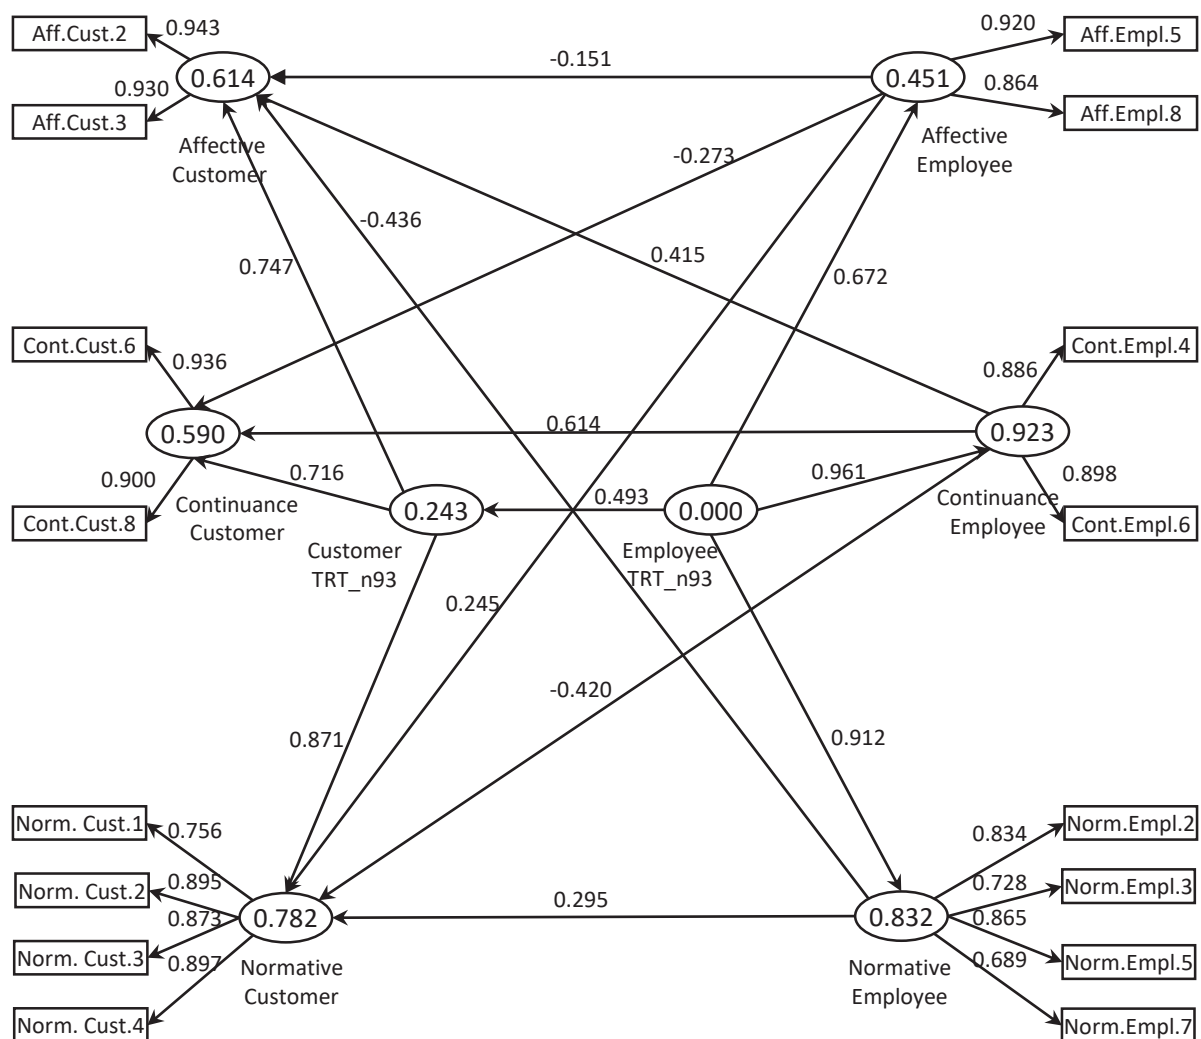 Aff.Cust.2
0.943
0.920
Aff.Empl.5
-0.151
0.614
0.451
0.930
0.864
Aff.Cust.3
Aff.Empl.8
Affective
Customer
Affective
Employee
-0.273
-0.436
0.415
0.747
0.672
Cont.Cust.6
0.936
Cont.Empl.4
0.886
0.590
0.614
0.923
0.716
0.961
0.900
0.898
Continuance
Customer
0.243
0.493
0.000
Continuance
Employee
Cont.Cust.8
Cont.Empl.6
Customer
TRT_n93
Employee
TRT_n93
0.245
-0.420
0.871
0.912
Norm. Cust.1
0.756
0.834
Norm.Empl.2
Norm. Cust.2
0.895
0.728
Norm.Empl.3
0.782
0.295
0.832
0.873
0.865
Norm. Cust.3
0.897
0.689
Norm.Empl.5
Normative
Customer
Normative
Employee
Norm. Cust.4
Norm.Empl.7